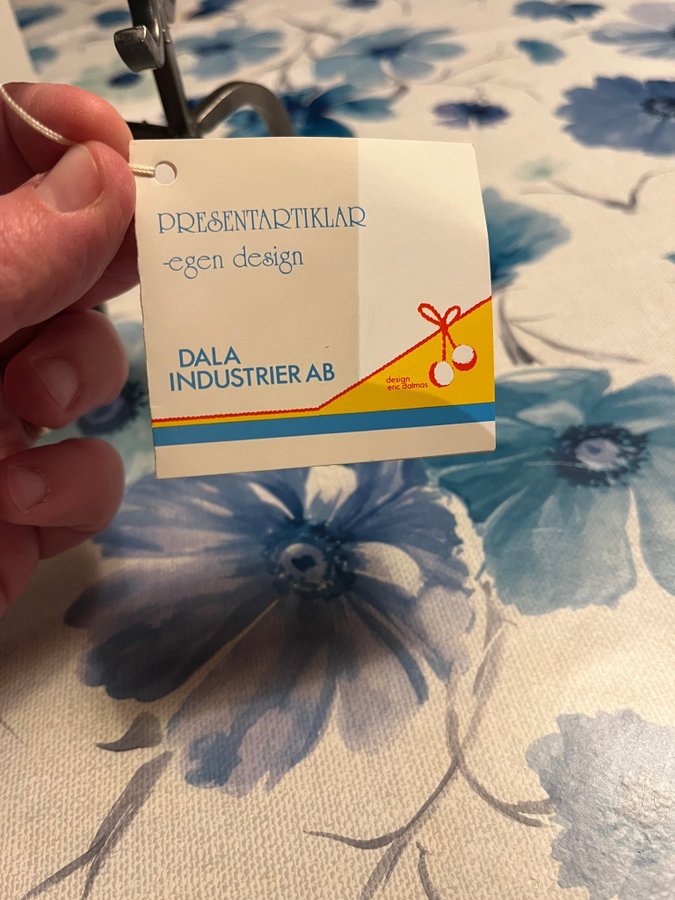 PRESENTARTIKLAR
-egen design
DALA
INDUSTRIER AB
design
eric dalmas